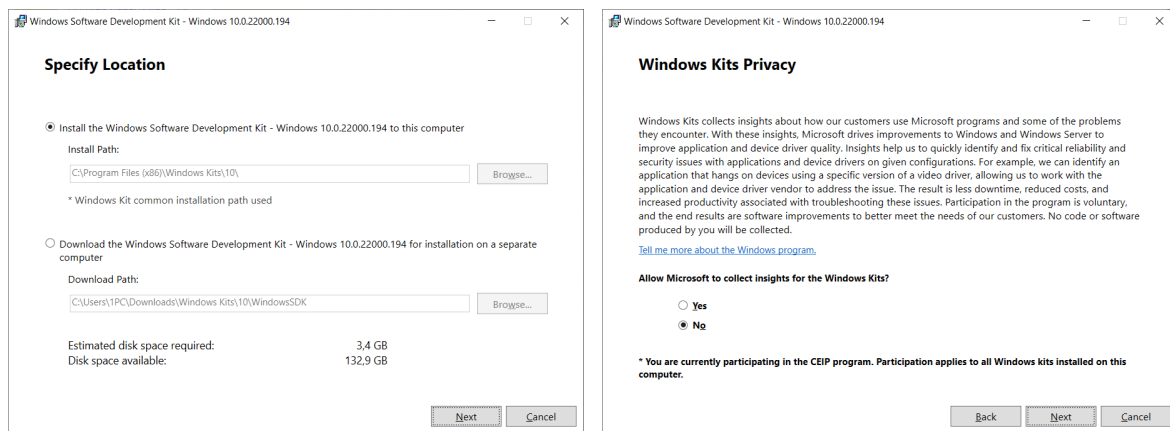 Windows Software Development Kit - Windows 10.0.22000.194
Specify Location
Install the Windows Software Development Kit - Windows 10.0.22000.194 to this computer
Install Path:
C:\Program Files (x86)\Windows Kits\10\
Browse...
* Windows Kit common installation path used
Download the Windows Software Development Kit - Windows 10.0.22000.194 for installation on a separate
computer
Download Path:
C:\Users\1PC\Downloads\Windows Kits\10\WindowsSDK
Browse...
Estimated disk space required: 3,4 GB
Disk space available: 132,9 GB
Next Cancel
Windows Software Development Kit - Windows 10.0.22000.194
Windows Kits Privacy
Windows Kits collects insights about how our customers use Microsoft programs and some of the problems
they encounter. With these insights, Microsoft drives improvements to Windows and Windows Server to
improve application and device driver quality. Insights help us to quickly identify and fix critical reliability and
security issues with applications and device drivers on given configurations. For example, we can identify an
application that hangs on devices using a specific version of a video driver, allowing us to work with the
application and device driver vendor to address the issue. The result is less downtime, reduced costs, and
increased productivity associated with troubleshooting these issues. Participation in the program is voluntary,
and the end results are software improvements to better meet the needs of our customers. No code or software
produced by you will be collected.
Tell me more about the Windows program.
Allow Microsoft to collect insights for the Windows Kits?
Yes
No
* You are currently participating in the CEIP program. Participation applies to all Windows kits installed on this
computer.
Back Next Cancel